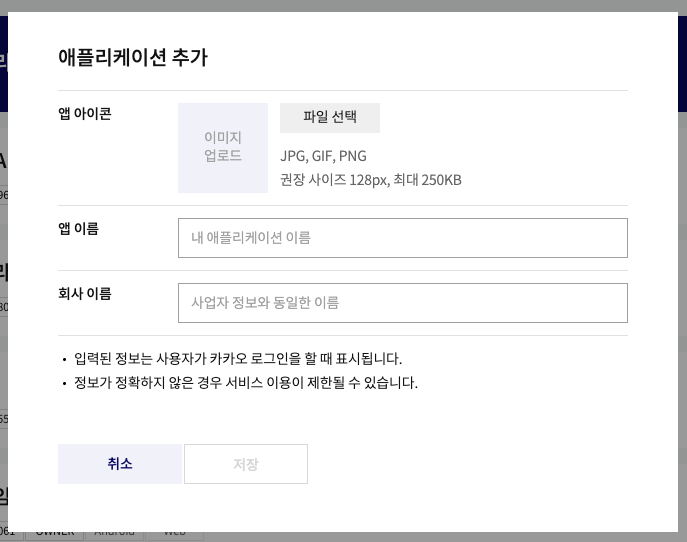 애플리케이션 추가
앱 아이콘
이미지
업로드
파일 선택
JPG, GIF, PNG
권장 사이즈 128px, 최대 250KB
앱 이름
내 애플리케이션 이름
회사 이름
사업자 정보와 동일한 이름
• 입력된 정보는 사용자가 카카오 로그인을 할 때 표시됩니다.
• 정보가 정확하지 않은 경우 서비스 이용이 제한될 수 있습니다.
취소
저장
OWNER
Android
Web